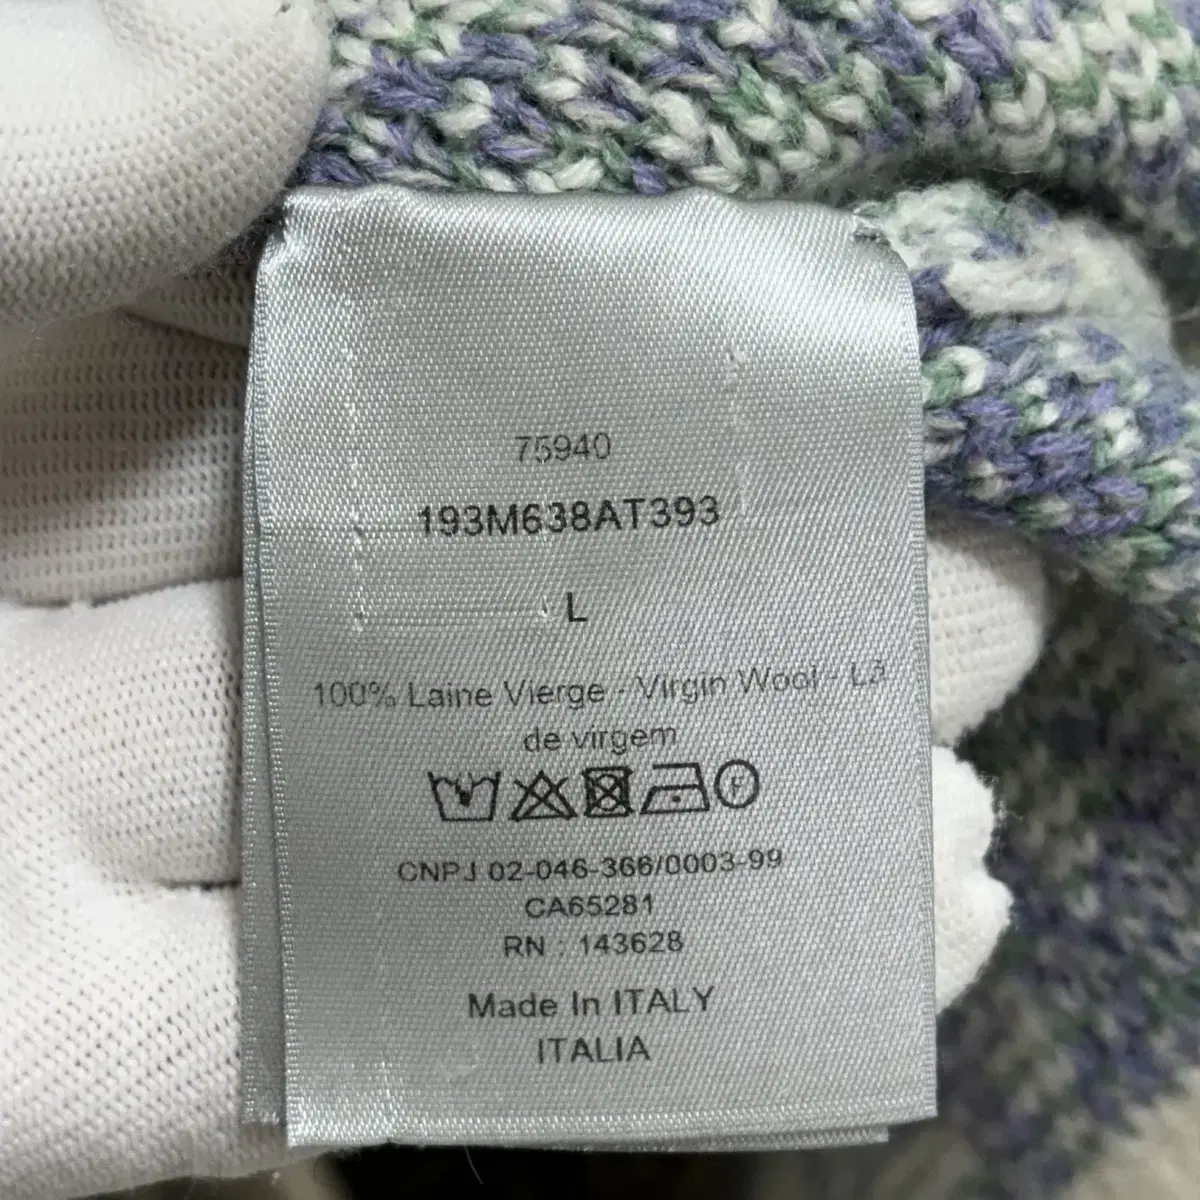 75940
193M638AT393
L
100% Laine Vierge - Virgin Wool - Lã
de virgem
P
CNPJ 02-046-366/0003-99
CA65281
RN : 143628
Made In ITALY
ITALIA